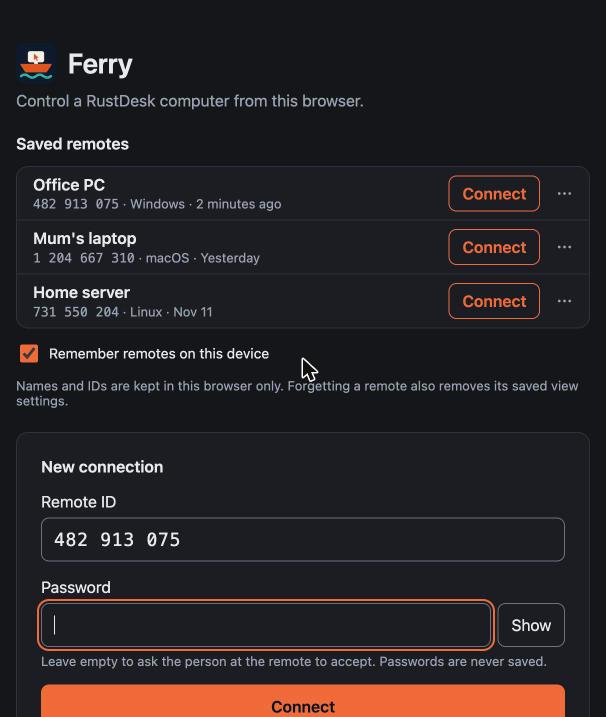 Ferry
Control a RustDesk computer from this browser.
Saved remotes
Office PC
482 913 075 · Windows · 2 minutes ago
Connect
···
Mum's laptop
1 204 667 310 · macOS · Yesterday
Connect
···
Home server
731 550 204 · Linux · Nov 11
Connect
···
Remember remotes on this device
Names and IDs are kept in this browser only. Forgetting a remote also removes its saved view
settings.
New connection
Remote ID
482 913 075
Password
Show
Leave empty to ask the person at the remote to accept. Passwords are never saved.
Connect